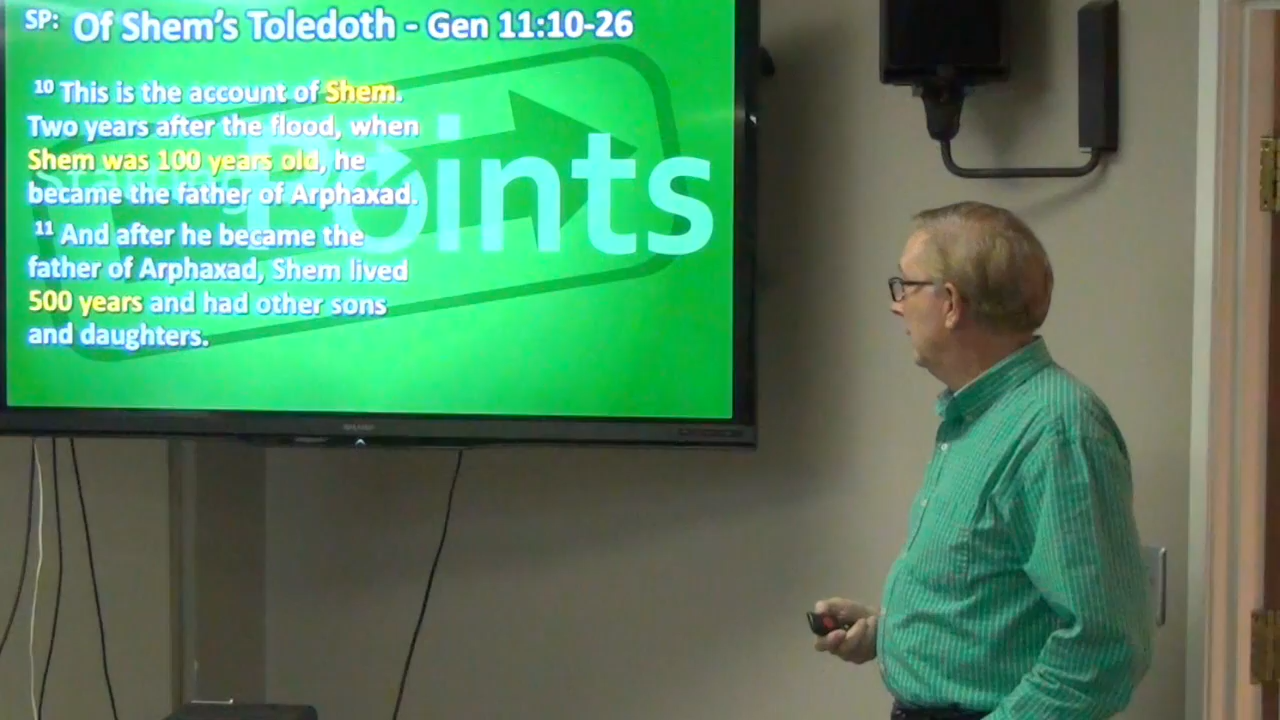 SP: Of Shem's Toledoth - Gen 11:10-26
10 This is the account of Shem.
Two years after the flood, when
Shem was 100 years old, he
became the father of Arphaxad.
11 And after he became the
father of Arphaxad, Shem lived
500 years and had other sons
and daughters.
Points
SHARP